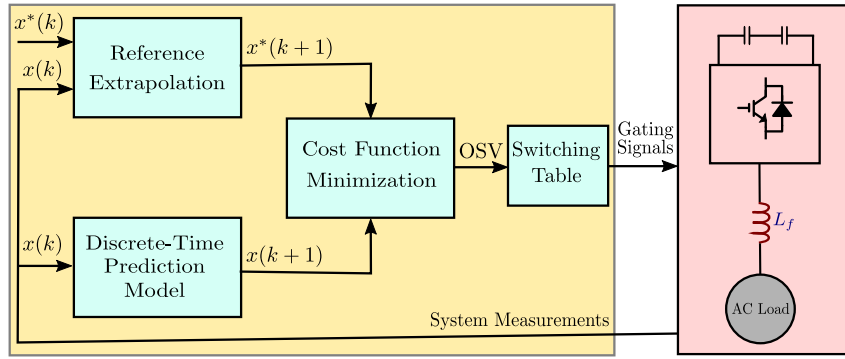 x*(k)
x(k)
Reference
Extrapolation
x*(k+1)
Cost Function
Minimization
OSV
Switching
Table
Gating
Signals
x(k)
Discrete-Time
Prediction
Model
x(k+1)
System Measurements
L_f
AC Load